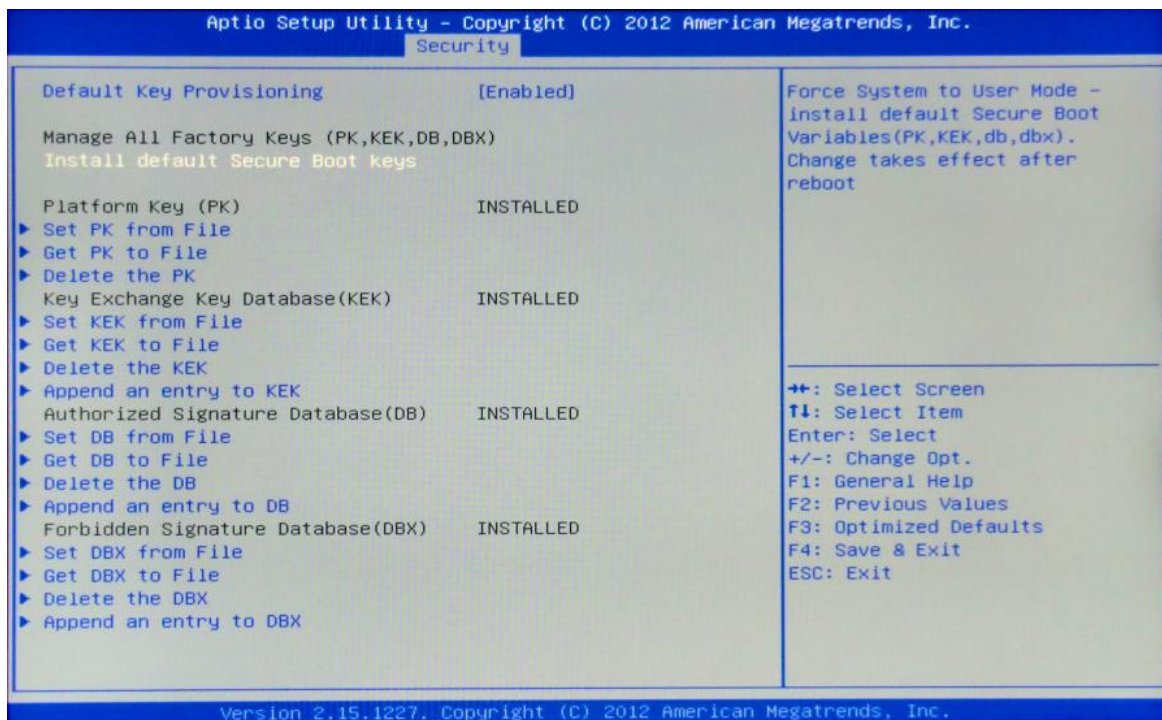 Aptio Setup Utility – Copyright (C) 2012 American Megatrends, Inc.
Security
Default Key Provisioning [Enabled]
Manage All Factory Keys (PK,KEK,DB,DBX)
Install default Secure Boot keys
Platform Key (PK) INSTALLED
► Set PK from File
► Get PK to File
► Delete the PK
Key Exchange Key Database(KEK) INSTALLED
► Set KEK from File
► Get KEK to File
► Delete the KEK
► Append an entry to KEK
Authorized Signature Database(DB) INSTALLED
► Set DB from File
► Get DB to File
► Delete the DB
► Append an entry to DB
Forbidden Signature Database(DBX) INSTALLED
► Set DBX from File
► Get DBX to File
► Delete the DBX
► Append an entry to DBX
Force System to User Mode –
install default Secure Boot
Variables(PK,KEK,db,dbx).
Change takes effect after
reboot
→←: Select Screen
↑↓: Select Item
Enter: Select
+/-: Change Opt.
F1: General Help
F2: Previous Values
F3: Optimized Defaults
F4: Save & Exit
ESC: Exit
Version 2.15.1227. Copyright (C) 2012 American Megatrends, Inc.